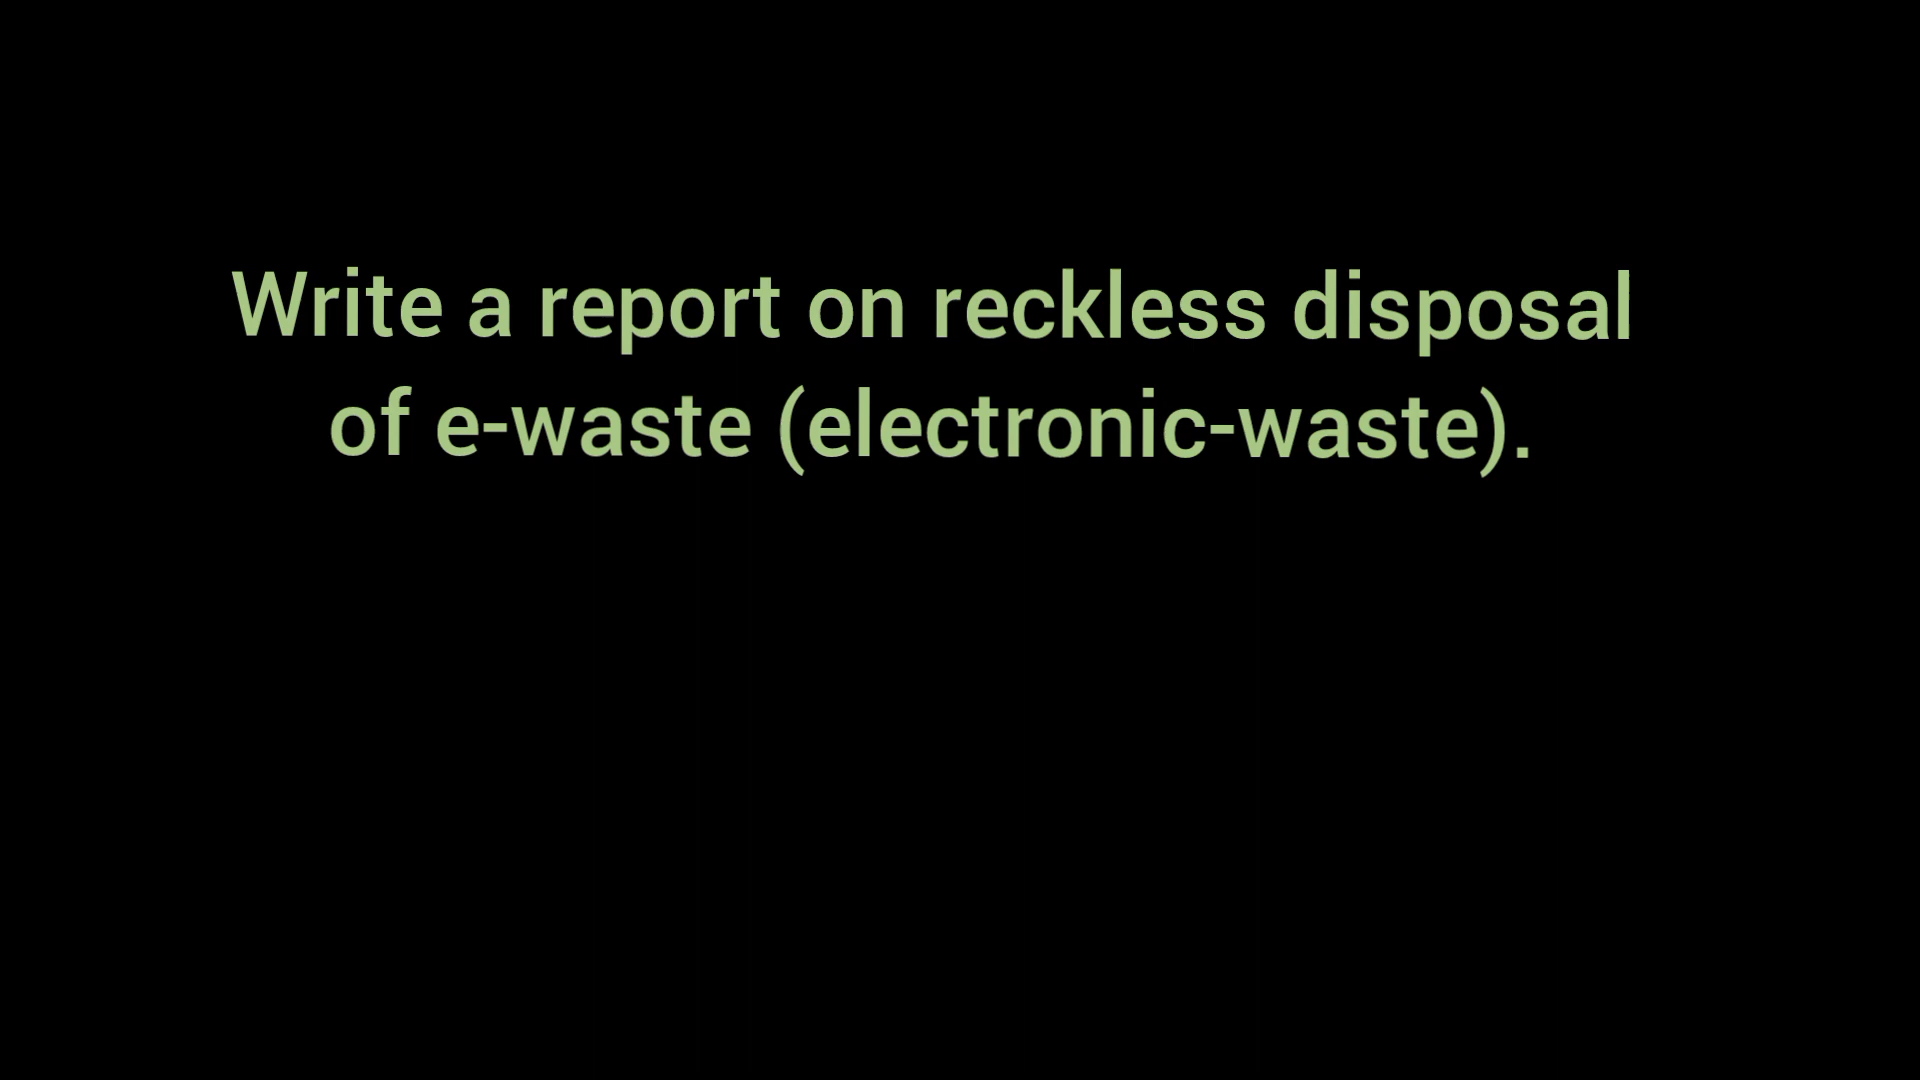 Write a report on reckless disposal
of e-waste (electronic-waste).